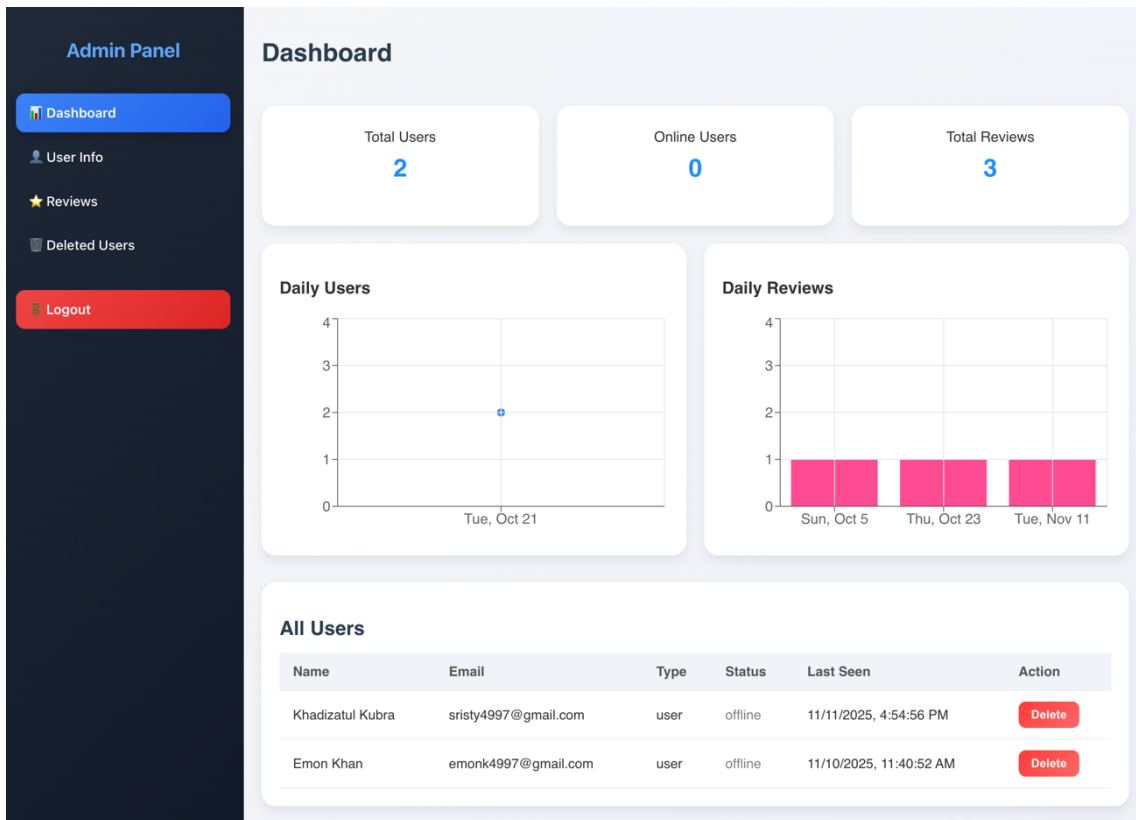 Admin Panel
Dashboard
User Info
Reviews
Deleted Users
Logout
Dashboard
Total Users
2
Online Users
0
Total Reviews
3
Daily Users
4
3
2
1
0
Tue, Oct 21
Daily Reviews
4
3
2
1
0
Sun, Oct 5 Thu, Oct 23 Tue, Nov 11
All Users
Name Email Type Status Last Seen Action
Khadizatul Kubra sristy4997@gmail.com user offline 11/11/2025, 4:54:56 PM Delete
Emon Khan emonk4997@gmail.com user offline 11/10/2025, 11:40:52 AM Delete